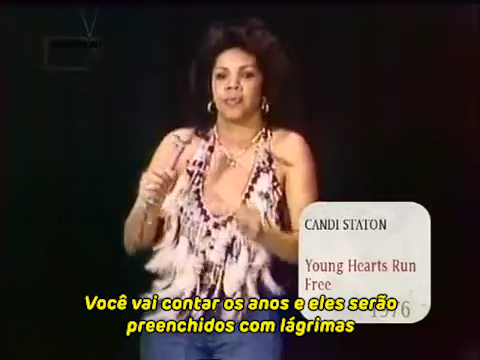 CANDI STATON
Young Hearts Run
Free
1976
Você vai contar os anos e eles serão
preenchidos com lágrimas